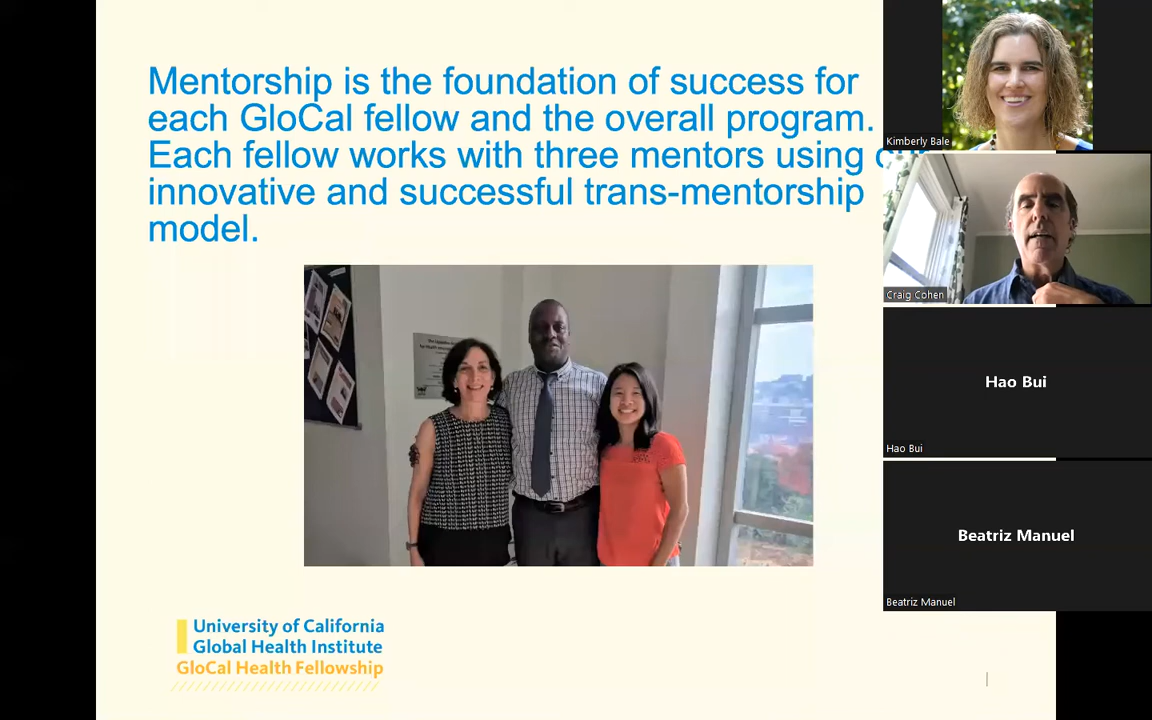 Mentorship is the foundation of success for
each GloCal fellow and the overall program.
Each fellow works with three mentors using
innovative and successful trans-mentorship
model.
University of California
Global Health Institute
GloCal Health Fellowship
Kimberly Bale
Craig Cohen
Hao Bui
Hao Bui
Beatriz Manuel
Beatriz Manuel